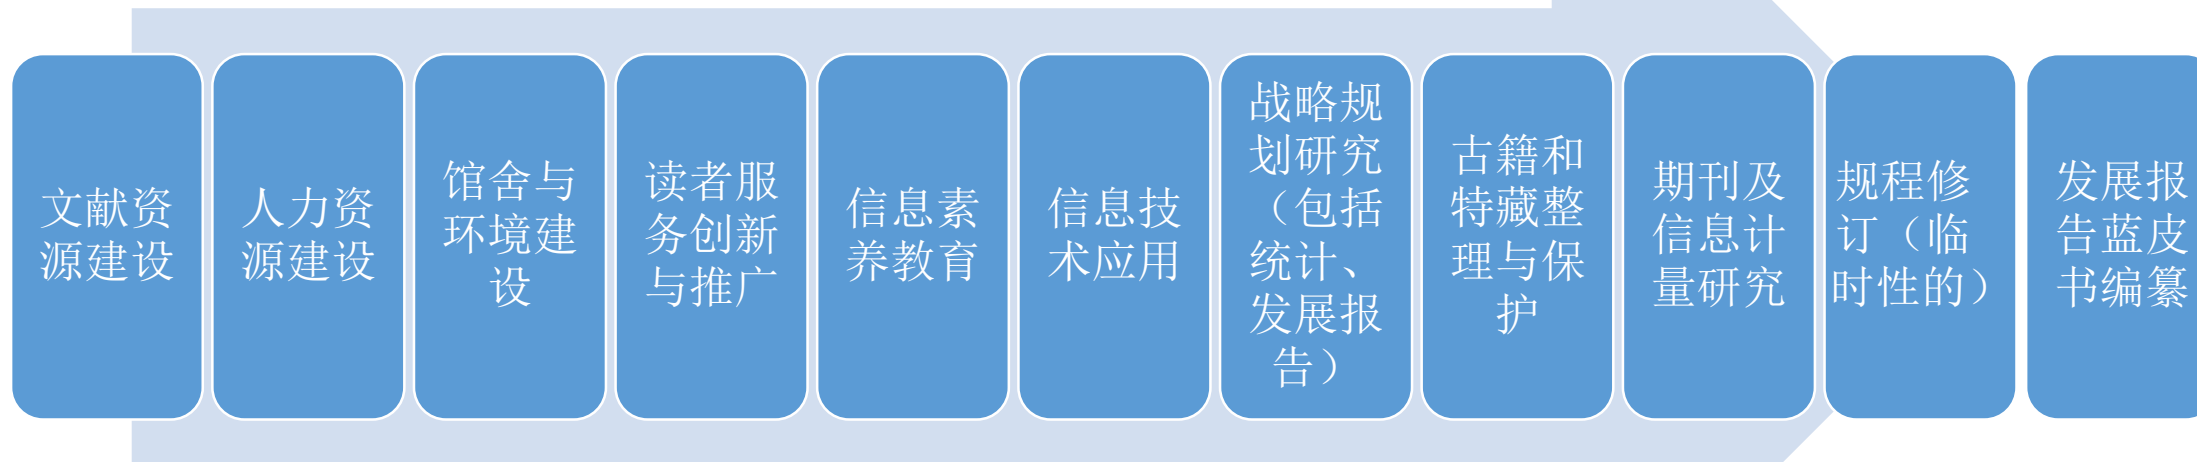 文献资
源建设
人力资
源建设
馆舍与
环境建
设
读者服
务创新
与推广
信息素
养教育
信息技
术应用
战略规
划研究
（包括
统计、
发展报
告）
古籍和
特藏整
理与保
护
期刊及
信息计
量研究
规程修
订（临
时性的）
发展报
告蓝皮
书编纂